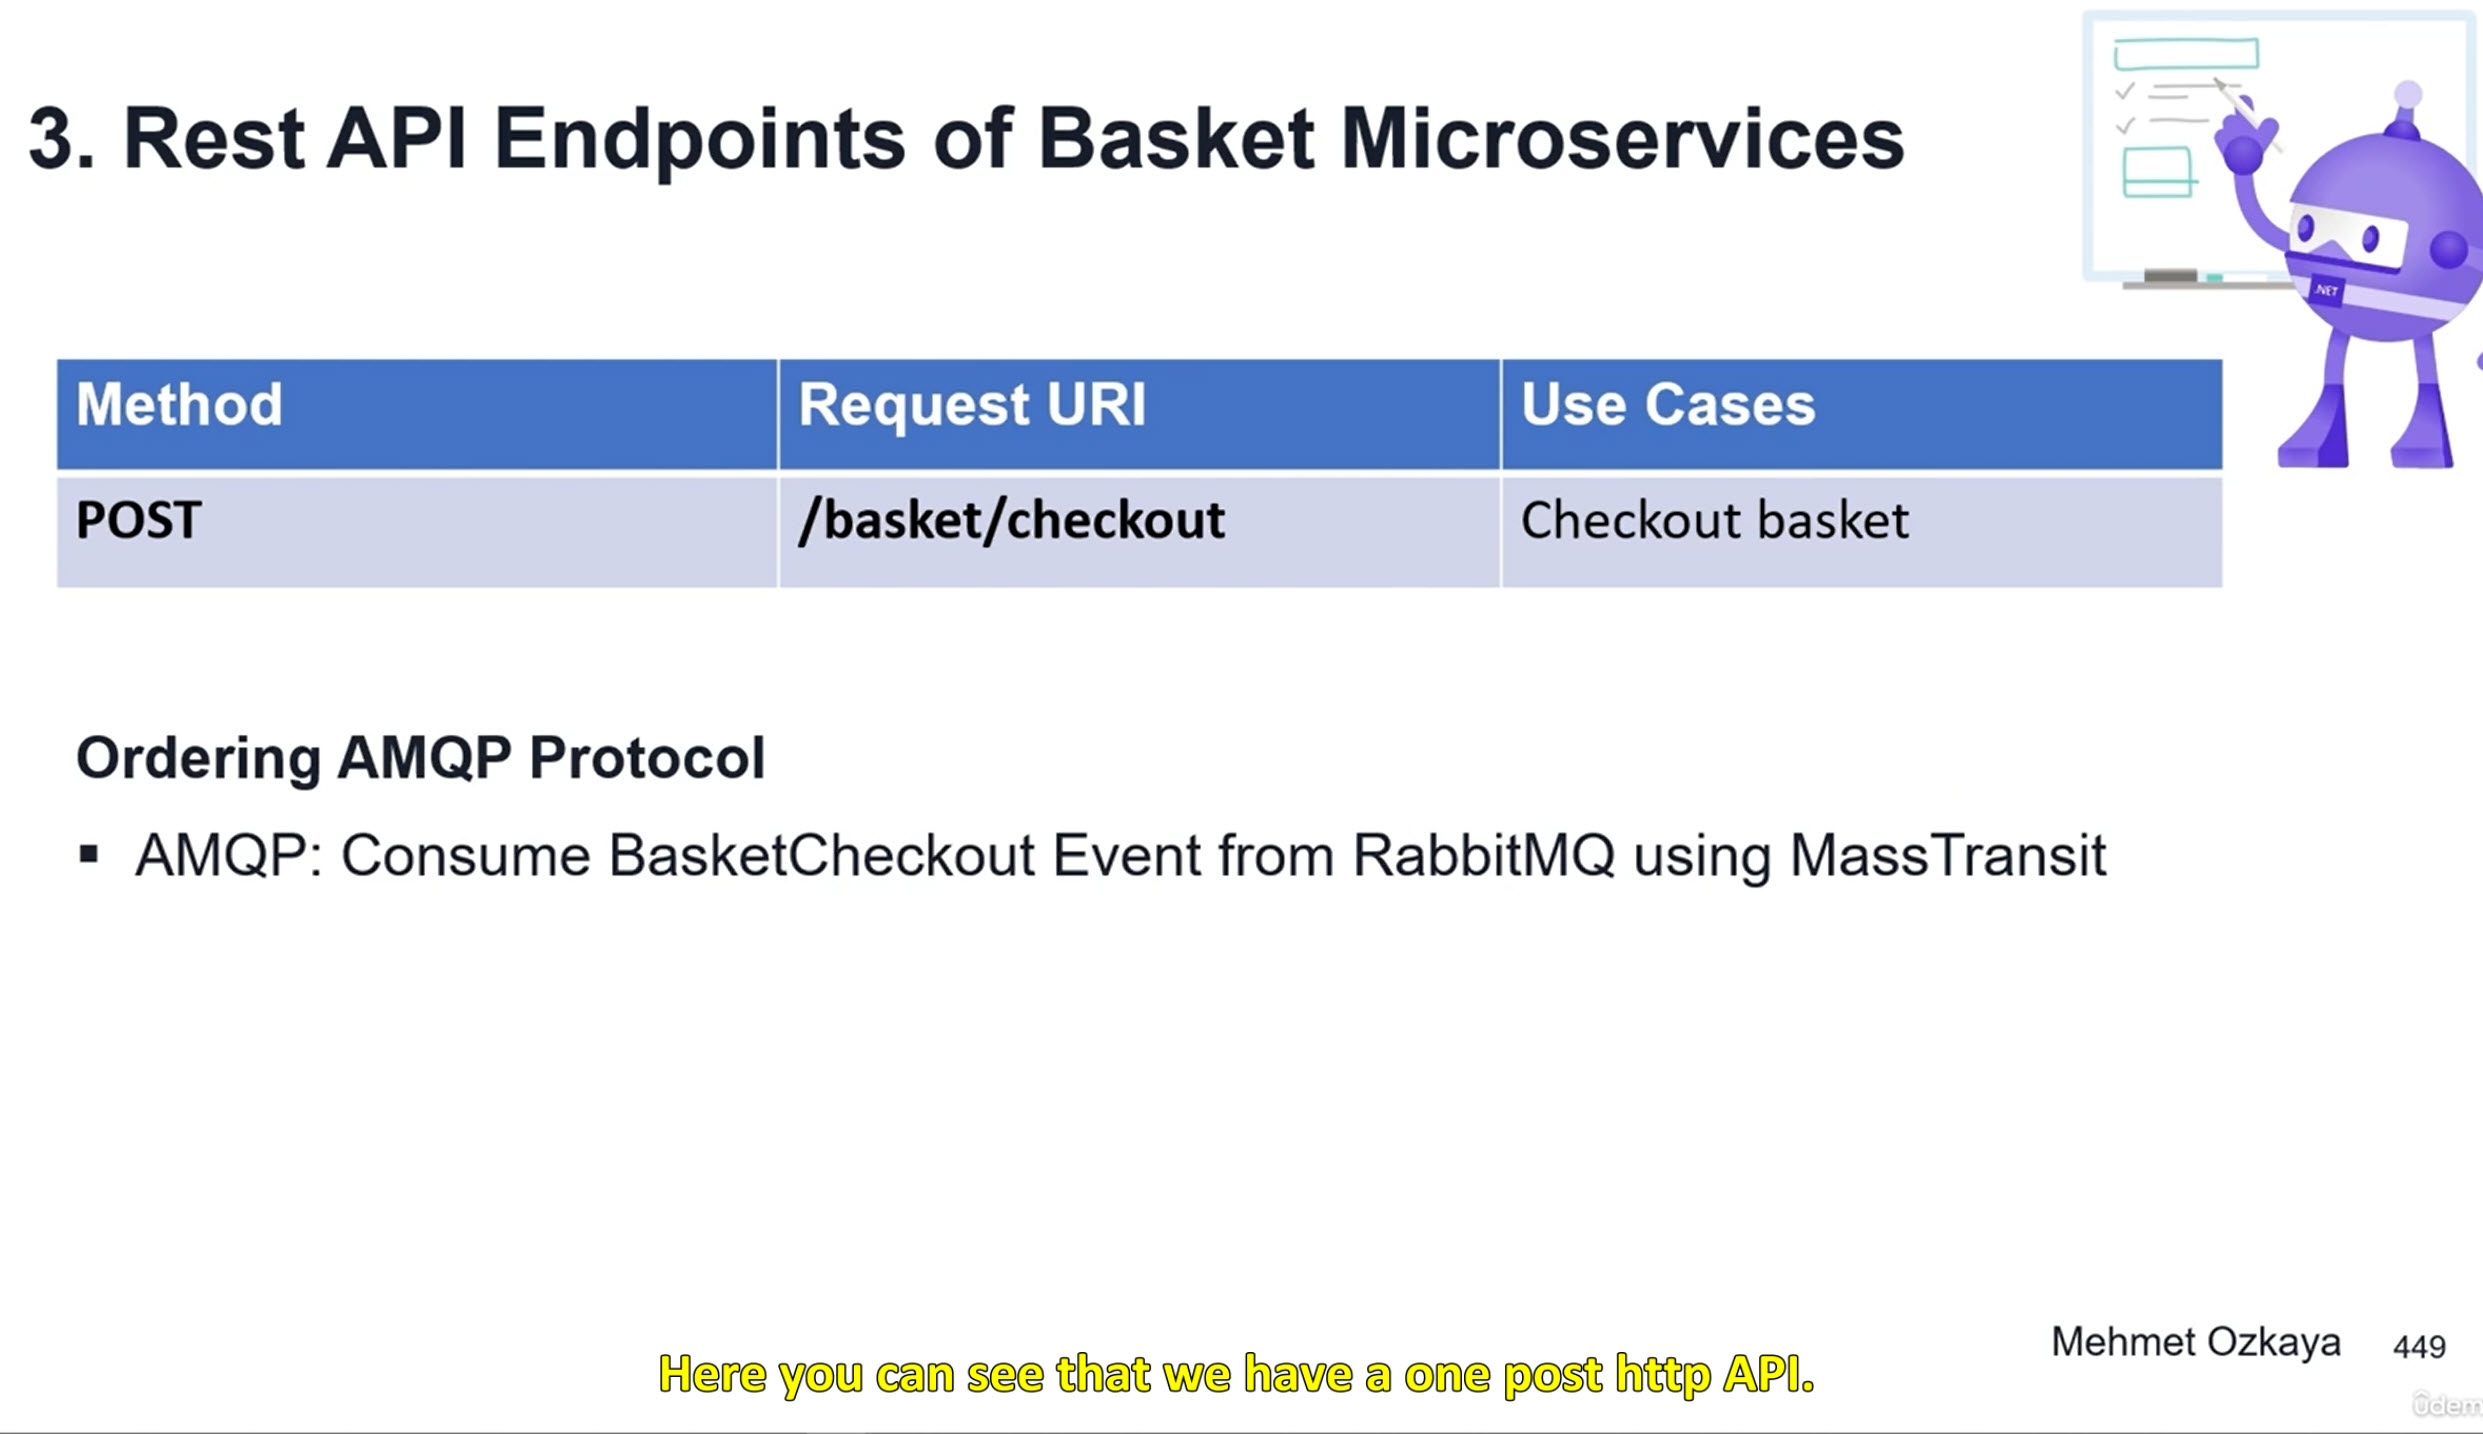 3. Rest API Endpoints of Basket Microservices
.NET
Method Request URI Use Cases
POST /basket/checkout Checkout basket
Ordering AMQP Protocol
▪ AMQP: Consume BasketCheckout Event from RabbitMQ using MassTransit
Mehmet Ozkaya 449
Here you can see that we have a one post http API.
ûdem